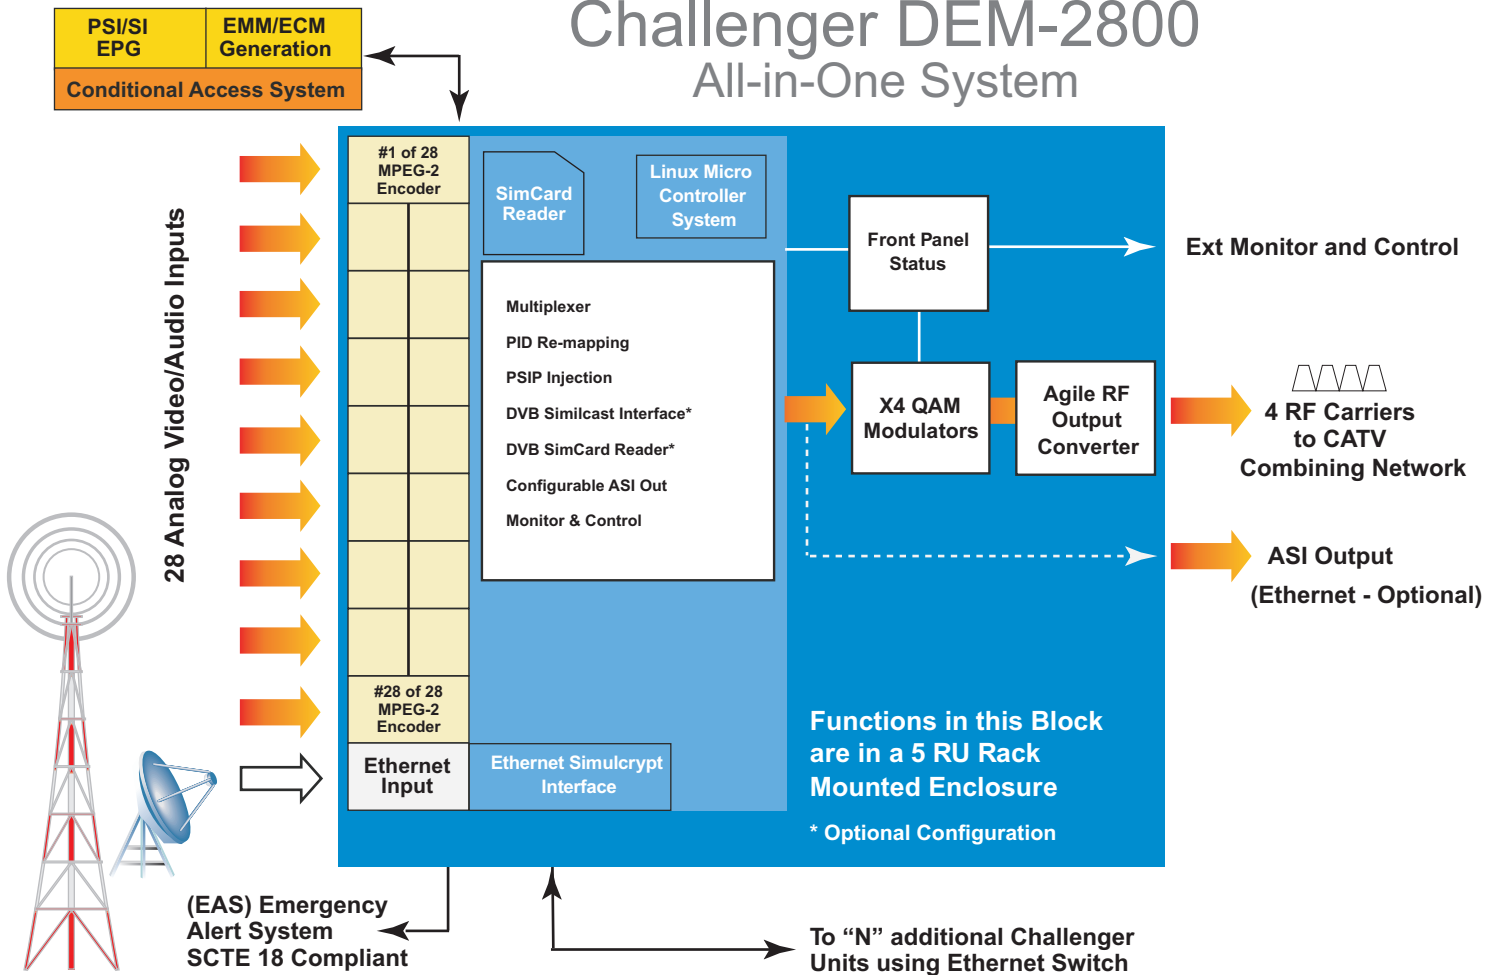 Challenger DEM-2800
All-in-One System
PSI/SI
EPG
EMM/ECM
Generation
Conditional Access System
28 Analog Video/Audio Inputs
#1 of 28
MPEG-2
Encoder
SimCard
Reader
Linux Micro
Controller
System
Multiplexer
PID Re-mapping
PSIP Injection
DVB Similcast Interface*
DVB SimCard Reader*
Configurable ASI Out
Monitor & Control
Front Panel
Status
Ext Monitor and Control
X4 QAM
Modulators
Agile RF
Output
Converter
4 RF Carriers
to CATV
Combining Network
ASI Output
(Ethernet - Optional)
#28 of 28
MPEG-2
Encoder
Ethernet
Input
Ethernet Simulcrypt
Interface
Functions in this Block
are in a 5 RU Rack
Mounted Enclosure
* Optional Configuration
(EAS) Emergency
Alert System
SCTE 18 Compliant
To “N” additional Challenger
Units using Ethernet Switch